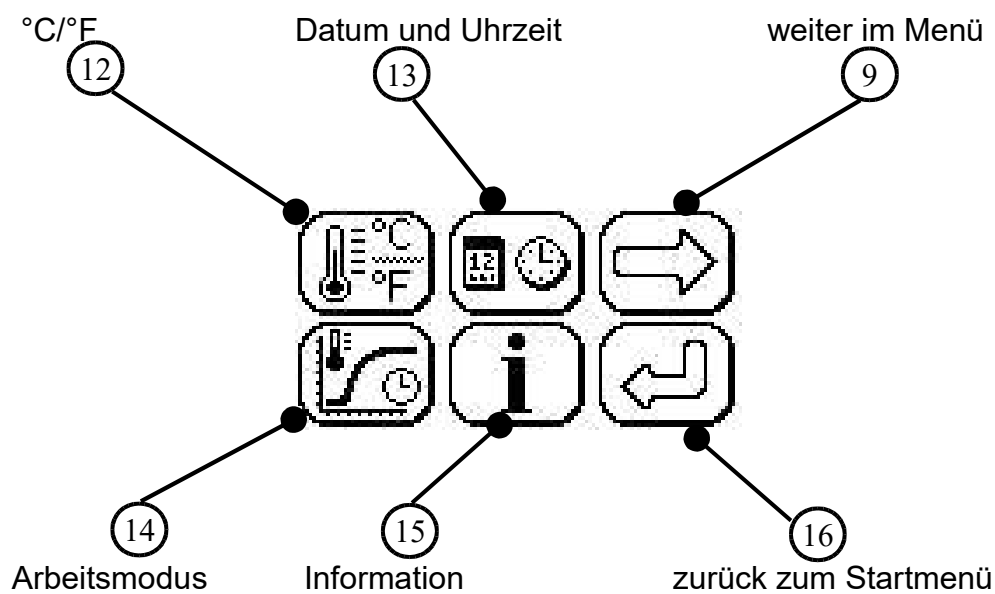 °C/°F
Datum und Uhrzeit
weiter im Menü
12
13
9
°C
°F
12
i
14
15
16
Arbeitsmodus
Information
zurück zum Startmenü